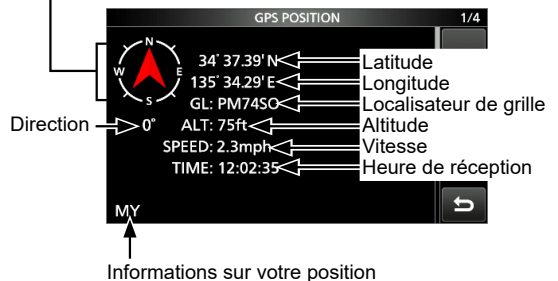 GPS POSITION 1/4
N
W E
S
34° 37.39' N Latitude
135° 34.29' E Longitude
GL: PM74SO Localisateur de grille
Direction 0° ALT: 75ft Altitude
SPEED: 2.3mph Vitesse
TIME: 12:02:35 Heure de réception
MY
Informations sur votre position